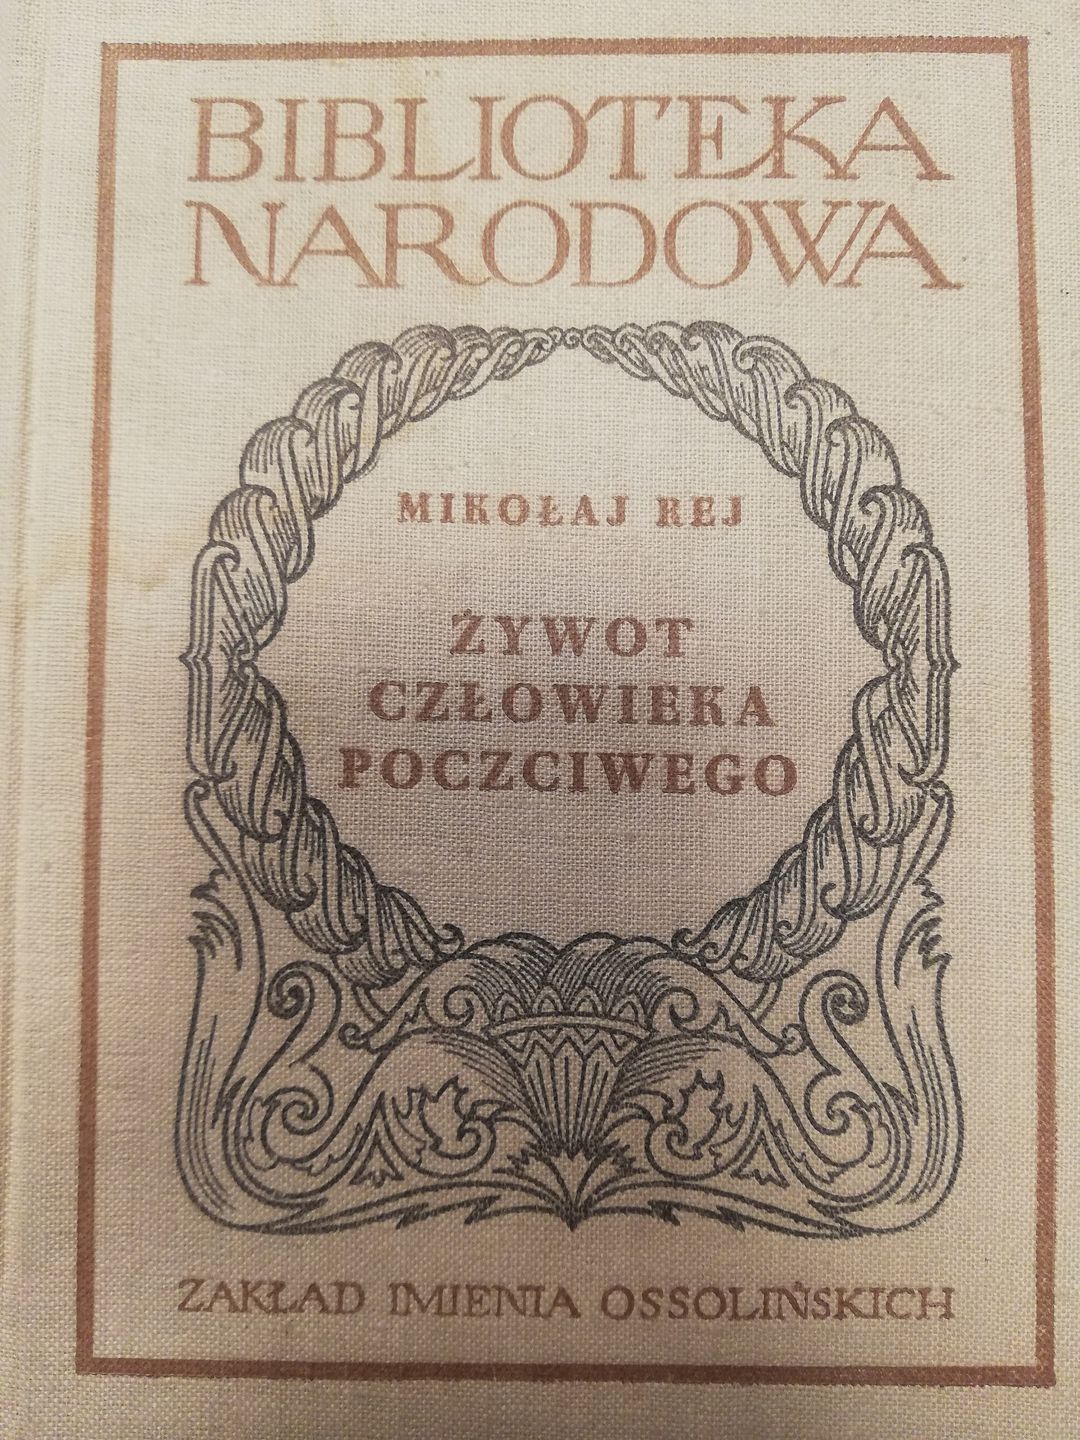 BIBLIOTEKA
NARODOWA
MIKOŁAJ REJ
ŻYWOT
CZŁOWIEKA
POCZCIWEGO
ZAKŁAD IMIENIA OSSOLIŃSKICH